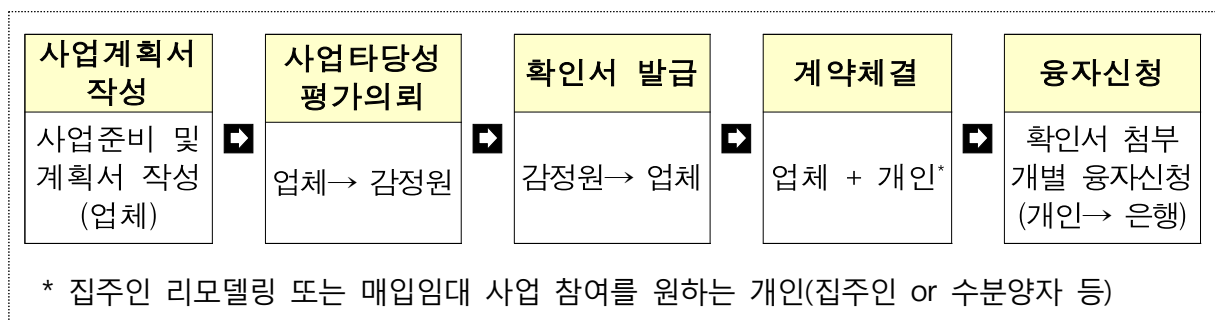 사업계획서
작성
사업준비 및
계획서 작성
(업체)
사업타당성
평가의뢰
업체→ 감정원
확인서 발급
감정원→ 업체
계약체결
업체 + 개인*
융자신청
확인서 첨부
개별 융자신청
(개인→ 은행)
* 집주인 리모델링 또는 매입임대 사업 참여를 원하는 개인(집주인 or 수분양자 등)